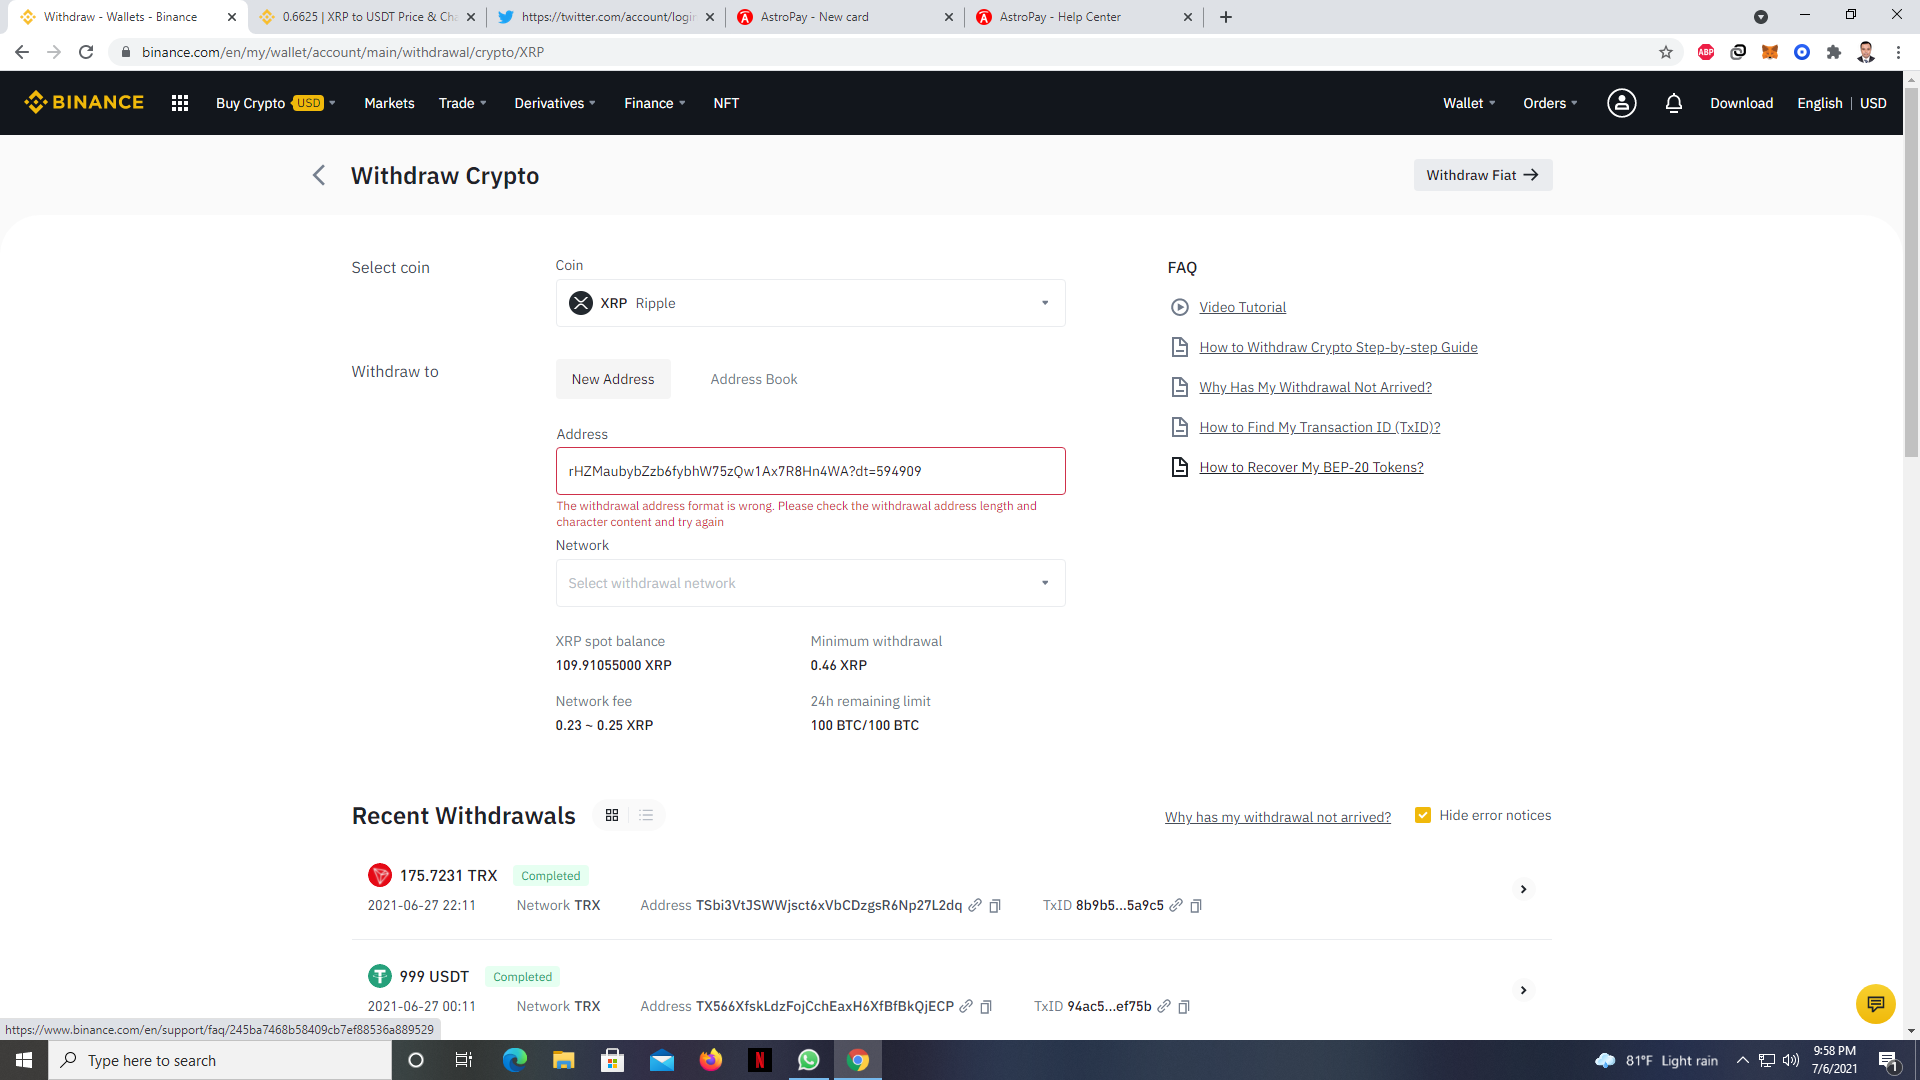 Withdraw - Wallets - Binance
0.6625 | XRP to USDT Price & Cha
https://twitter.com/account/login
AstroPay - New card
AstroPay - Help Center
binance.com/en/my/wallet/account/main/withdrawal/crypto/XRP
ABP
BINANCE
Buy Crypto USD
Markets
Trade
Derivatives
Finance
NFT
Wallet
Orders
Download
English | USD
Withdraw Crypto
Withdraw Fiat
Select coin
Coin
XRP Ripple
Withdraw to
New Address
Address Book
Address
rHZMaubybZzb6fybhW75zQw1Ax7R8Hn4WA?dt=594909
The withdrawal address format is wrong. Please check the withdrawal address length and
character content and try again
Network
Select withdrawal network
XRP spot balance
109.91055000 XRP
Minimum withdrawal
0.46 XRP
Network fee
0.23 ~ 0.25 XRP
24h remaining limit
100 BTC/100 BTC
FAQ
Video Tutorial
How to Withdraw Crypto Step-by-step Guide
Why Has My Withdrawal Not Arrived?
How to Find My Transaction ID (TxID)?
How to Recover My BEP-20 Tokens?
Recent Withdrawals
Why has my withdrawal not arrived?
Hide error notices
175.7231 TRX Completed
2021-06-27 22:11 Network TRX Address TSbi3VtJSWWjsct6xVbCDzgsR6Np27L2dq TxID 8b9b5...5a9c5
999 USDT Completed
2021-06-27 00:11 Network TRX Address TX566XfskLdzFojCchEaxH6XfBfBkQjECP TxID 94ac5...ef75b
https://www.binance.com/en/support/faq/245ba7468b58409cb7ef88536a889529
Type here to search
N
81°F Light rain
9:58 PM
7/6/2021
1